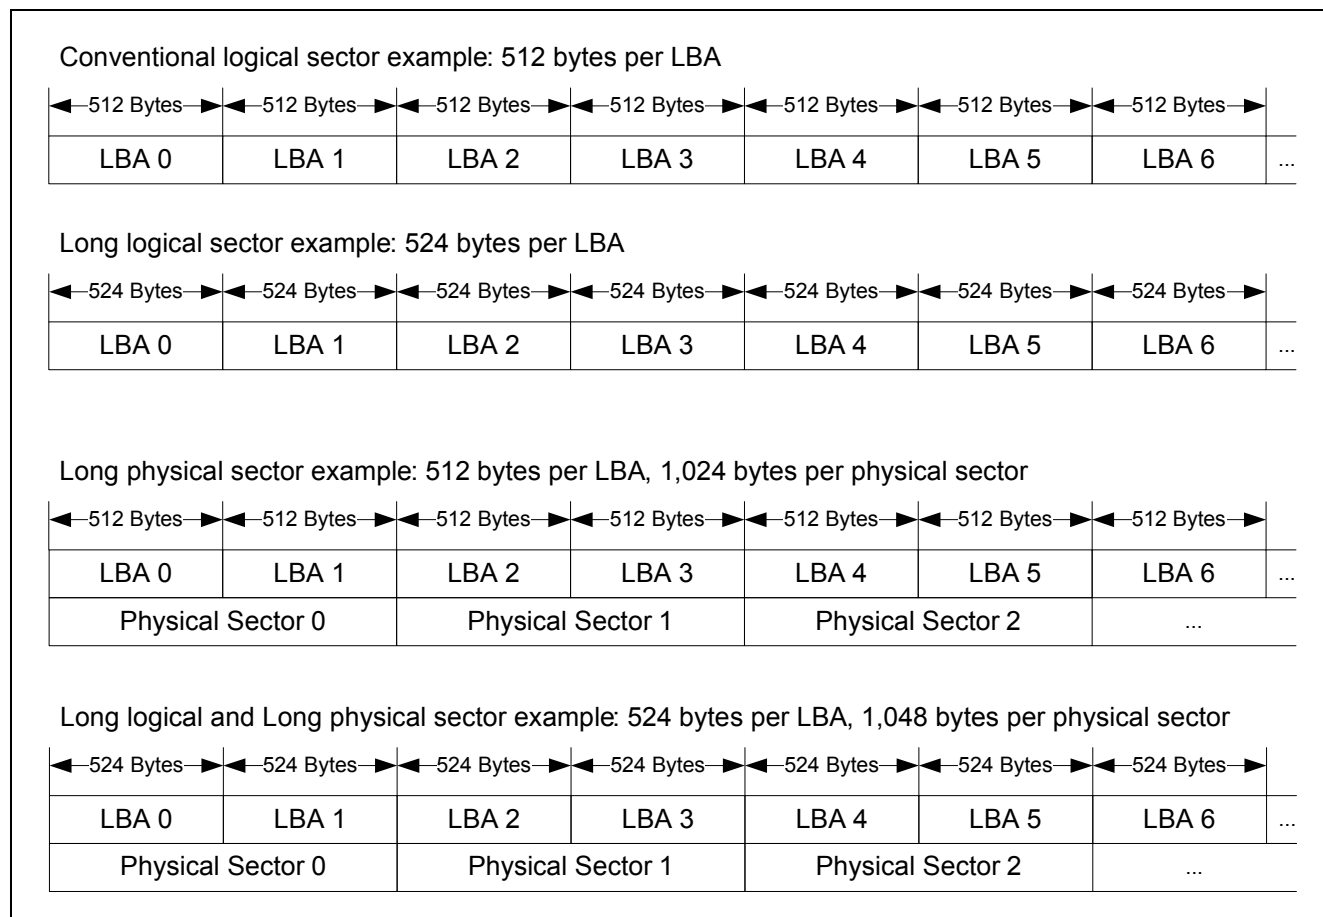 Conventional logical sector example: 512 bytes per LBA
512 Bytes 512 Bytes 512 Bytes 512 Bytes 512 Bytes 512 Bytes 512 Bytes
LBA 0 LBA 1 LBA 2 LBA 3 LBA 4 LBA 5 LBA 6 ...
Long logical sector example: 524 bytes per LBA
524 Bytes 524 Bytes 524 Bytes 524 Bytes 524 Bytes 524 Bytes 524 Bytes
LBA 0 LBA 1 LBA 2 LBA 3 LBA 4 LBA 5 LBA 6 ...
Long physical sector example: 512 bytes per LBA, 1,024 bytes per physical sector
512 Bytes 512 Bytes 512 Bytes 512 Bytes 512 Bytes 512 Bytes 512 Bytes
LBA 0 LBA 1 LBA 2 LBA 3 LBA 4 LBA 5 LBA 6 ...
Physical Sector 0 Physical Sector 1 Physical Sector 2 ...
Long logical and Long physical sector example: 524 bytes per LBA, 1,048 bytes per physical sector
524 Bytes 524 Bytes 524 Bytes 524 Bytes 524 Bytes 524 Bytes 524 Bytes
LBA 0 LBA 1 LBA 2 LBA 3 LBA 4 LBA 5 LBA 6 ...
Physical Sector 0 Physical Sector 1 Physical Sector 2 ...